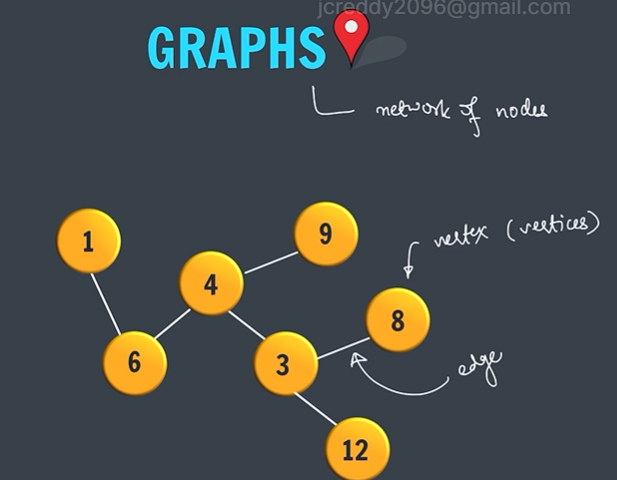 jcreddy2096@gmail.com
GRAPHS
network of nodes
1
9
vertex (vertices)
4
8
6
3
edge
12